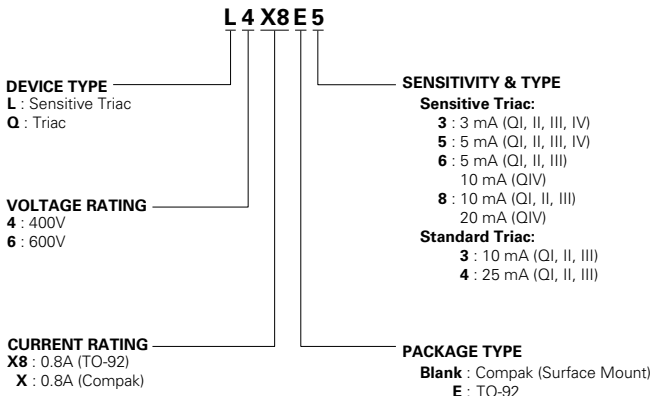 L 4 X8 E 5
DEVICE TYPE
L : Sensitive Triac
Q : Triac
VOLTAGE RATING
4 : 400V
6 : 600V
CURRENT RATING
X8 : 0.8A (TO-92)
X : 0.8A (Compak)
SENSITIVITY & TYPE
Sensitive Triac:
3 : 3 mA (QI, II, III, IV)
5 : 5 mA (QI, II, III, IV)
6 : 5 mA (QI, II, III)
10 mA (QIV)
8 : 10 mA (QI, II, III)
20 mA (QIV)
Standard Triac:
3 : 10 mA (QI, II, III)
4 : 25 mA (QI, II, III)
PACKAGE TYPE
Blank : Compak (Surface Mount)
E : TO-92